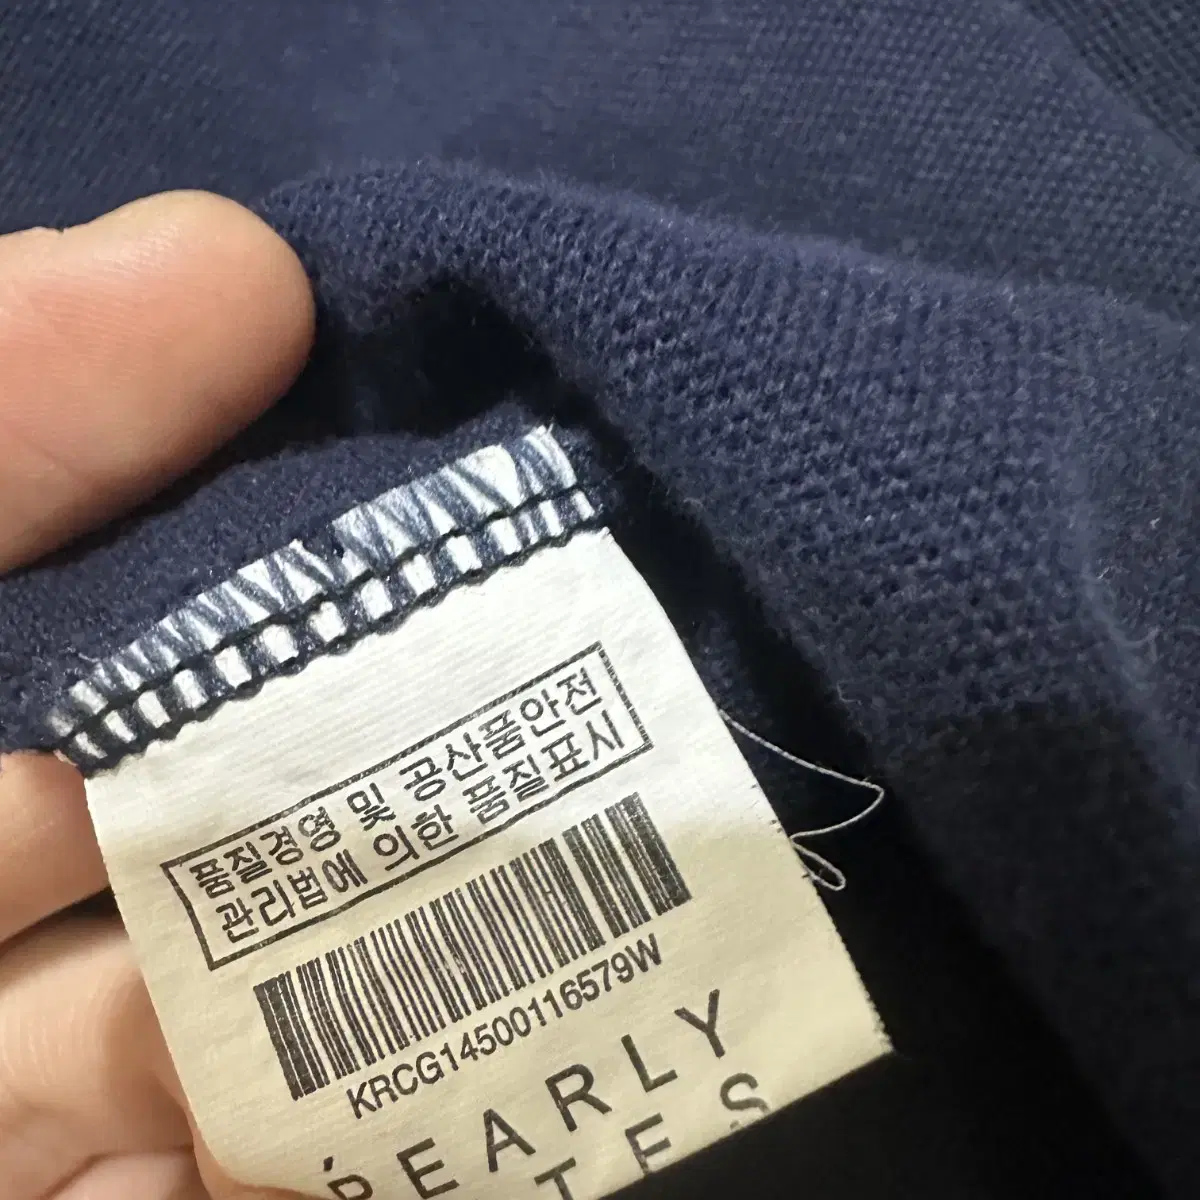 품질경영 및 공산품안전
관리법에 의한 품질표시
KRCG14500116579W
PEARLY
TES